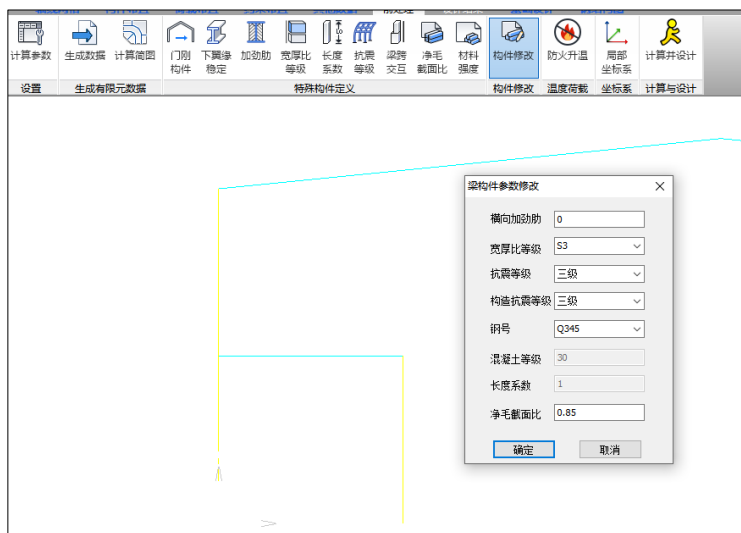 前处理
计算参数 生成数据 计算简图 门刚构件 下翼缘稳定 加劲肋 宽厚比等级 长度系数 抗震等级 梁跨交互 净毛截面比 材料强度 构件修改 防火升温 局部坐标系 计算并设计
设置 生成有限元数据 特殊构件定义 构件修改 温度荷载 坐标系 计算与设计
梁构件参数修改
横向加劲肋 0
宽厚比等级 S3
抗震等级 三级
构造抗震等级 三级
钢号 Q345
混凝土等级 30
长度系数 1
净毛截面比 0.85
确定 取消